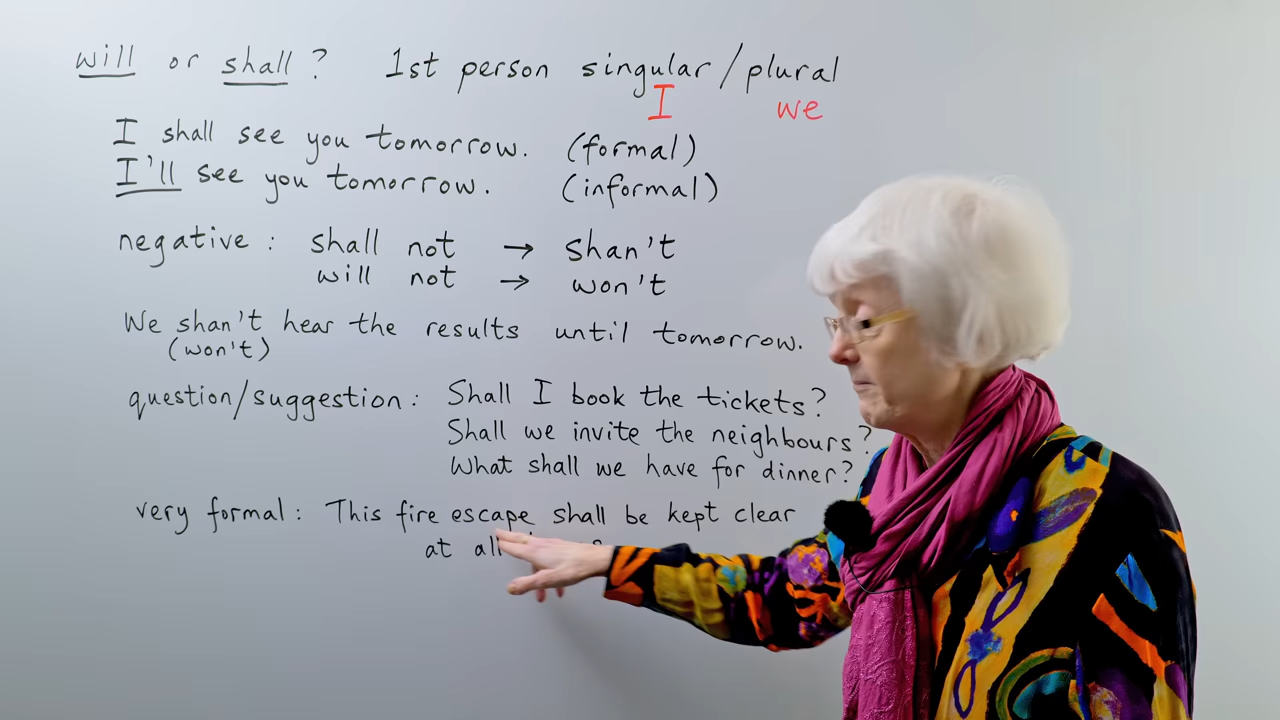 will or shall? 1st person singular/plural
I we
I shall see you tomorrow. (formal)
I'll see you tomorrow. (informal)
negative: shall not → shan't
will not → won't
We shan't hear the results until tomorrow.
(won't)
question/suggestion: Shall I book the tickets?
Shall we invite the neighbours?
What shall we have for dinner?
very formal: This fire escape shall be kept clear
at all